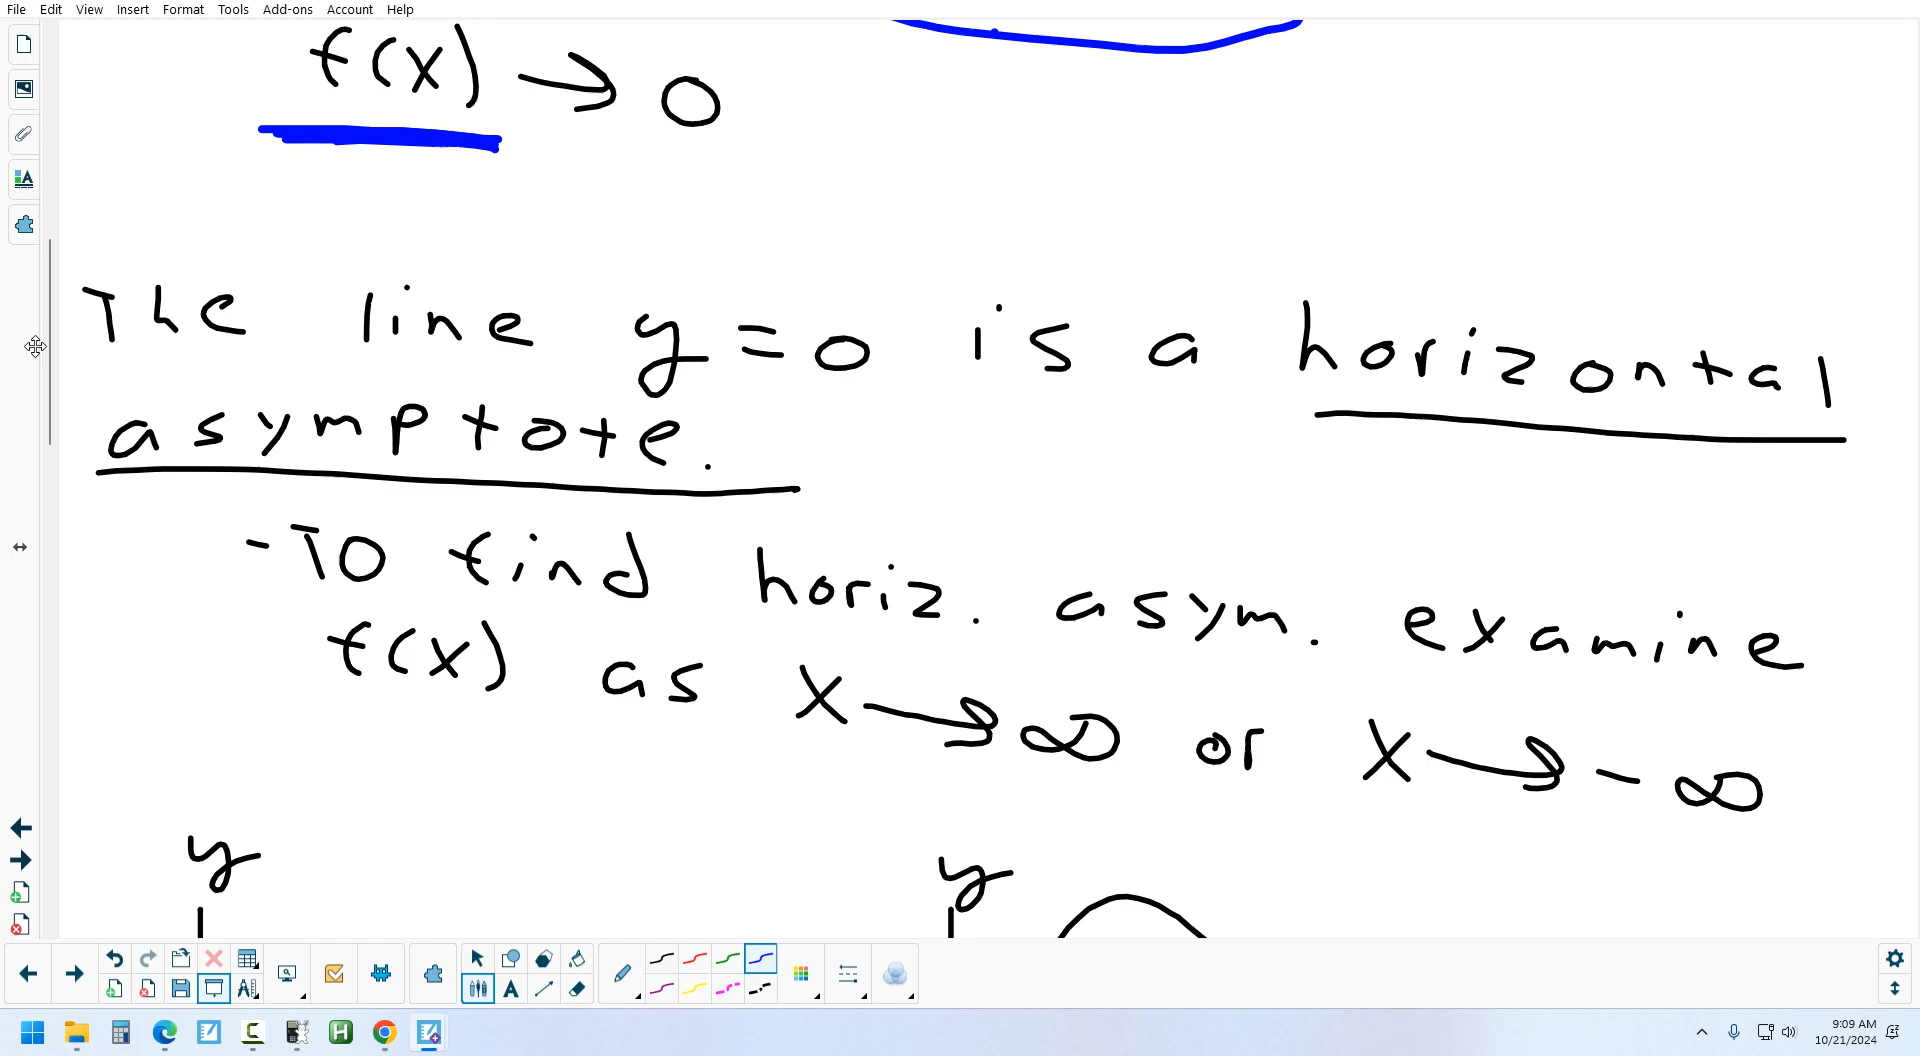 File Edit View Insert Format Tools Add-ons Account Help
f(x) → 0
The line y = 0 is a horizontal
asymptote.
- To find horiz. asym. examine
f(x) as x → ∞ or x → - ∞
y y
9:09 AM
10/21/2024